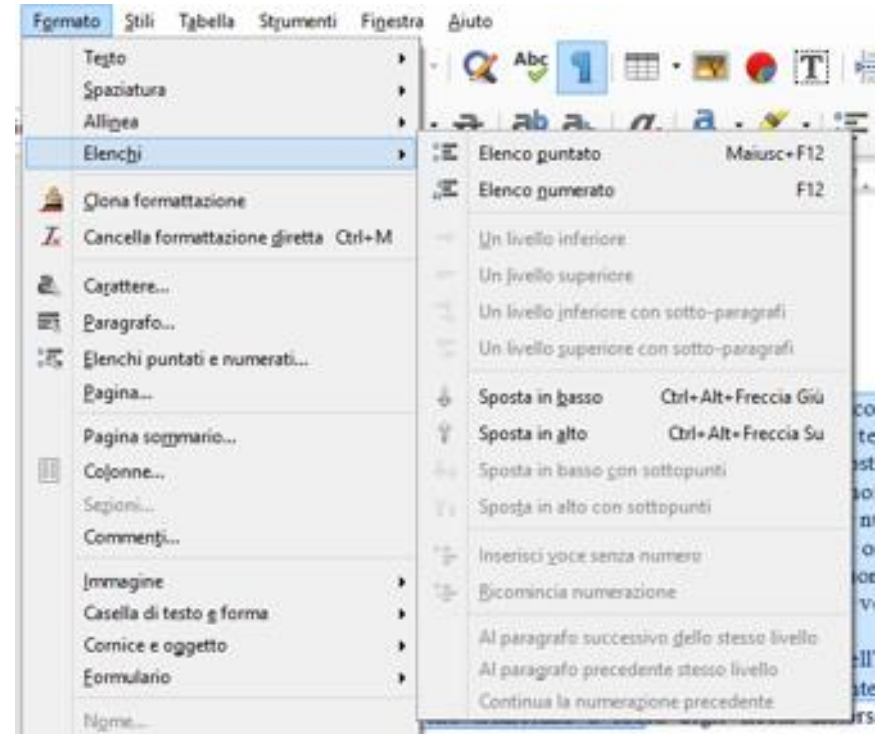 Formato Stili Tabella Strumenti Finestra Aiuto
Testo
Spaziatura
Allinea
Elenchi
Clona formattazione
Cancella formattazione diretta Ctrl+M
Carattere...
Paragrafo...
Elenchi puntati e numerati...
Pagina...
Pagina sommario...
Colonne...
Sezioni...
Commenti...
Immagine
Casella di testo e forma
Cornice e oggetto
Formulario
Nome...
Abc
T
Elenco puntato Maiusc+F12
Elenco numerato F12
Un livello inferiore
Un livello superiore
Un livello inferiore con sotto-paragrafi
Un livello superiore con sotto-paragrafi
Sposta in basso Ctrl+Alt+Freccia Giù
Sposta in alto Ctrl+Alt+Freccia Su
Sposta in basso con sottopunti
Sposta in alto con sottopunti
Inserisci voce senza numero
Ricomincia numerazione
Al paragrafo successivo dello stesso livello
Al paragrafo precedente stesso livello
Continua la numerazione precedente